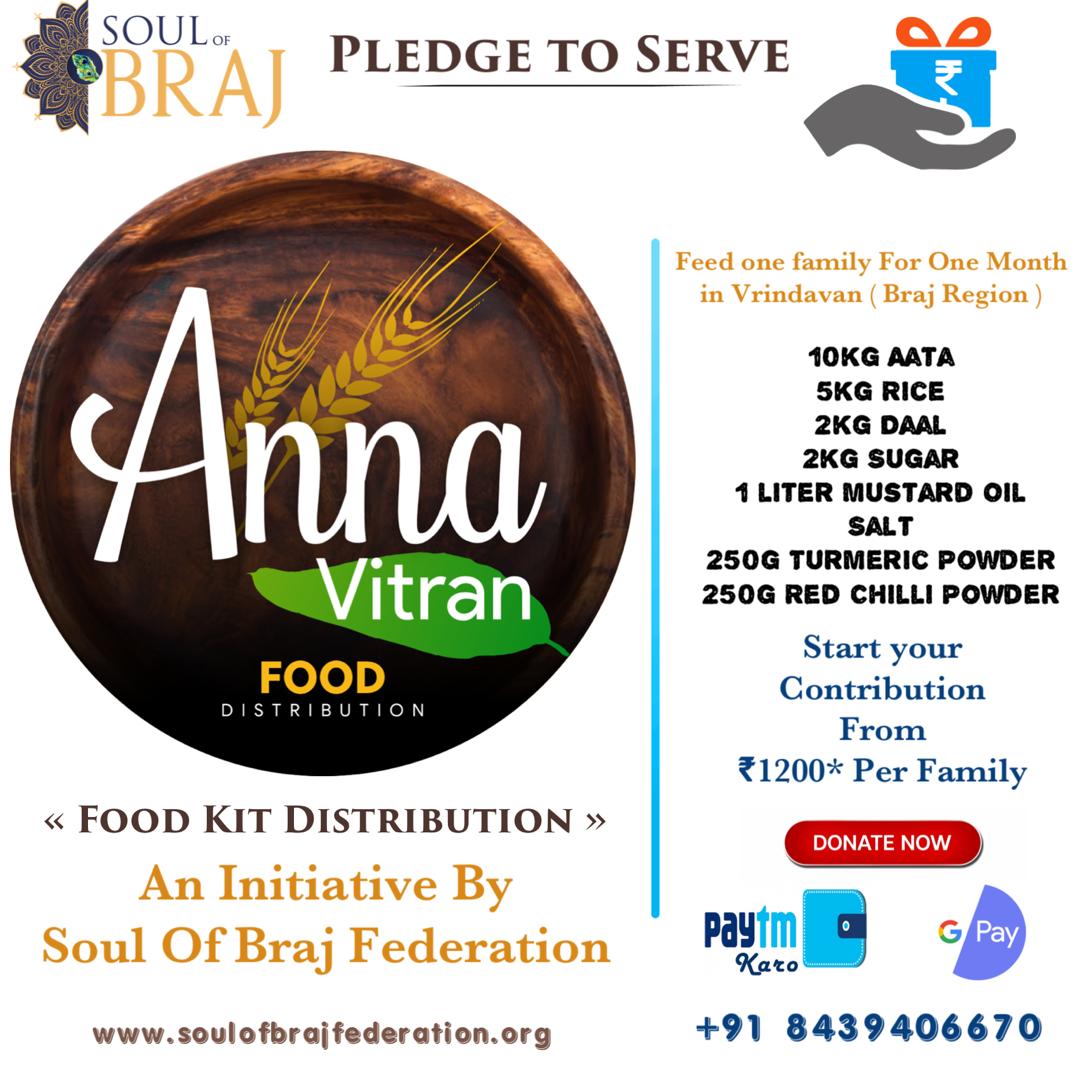 SOUL OF
BRAJ
PLEDGE TO SERVE
₹
Anna
Vitran
FOOD
DISTRIBUTION
« FOOD KIT DISTRIBUTION »
An Initiative By
Soul Of Braj Federation
www.soulofbrajfederation.org
Feed one family For One Month
in Vrindavan ( Braj Region )
10KG AATA
5KG RICE
2KG DAAL
2KG SUGAR
1 LITER MUSTARD OIL
SALT
250G TURMERIC POWDER
250G RED CHILLI POWDER
Start your
Contribution
From
₹1200* Per Family
DONATE NOW
paytm
Karo
G Pay
+91 8439406670